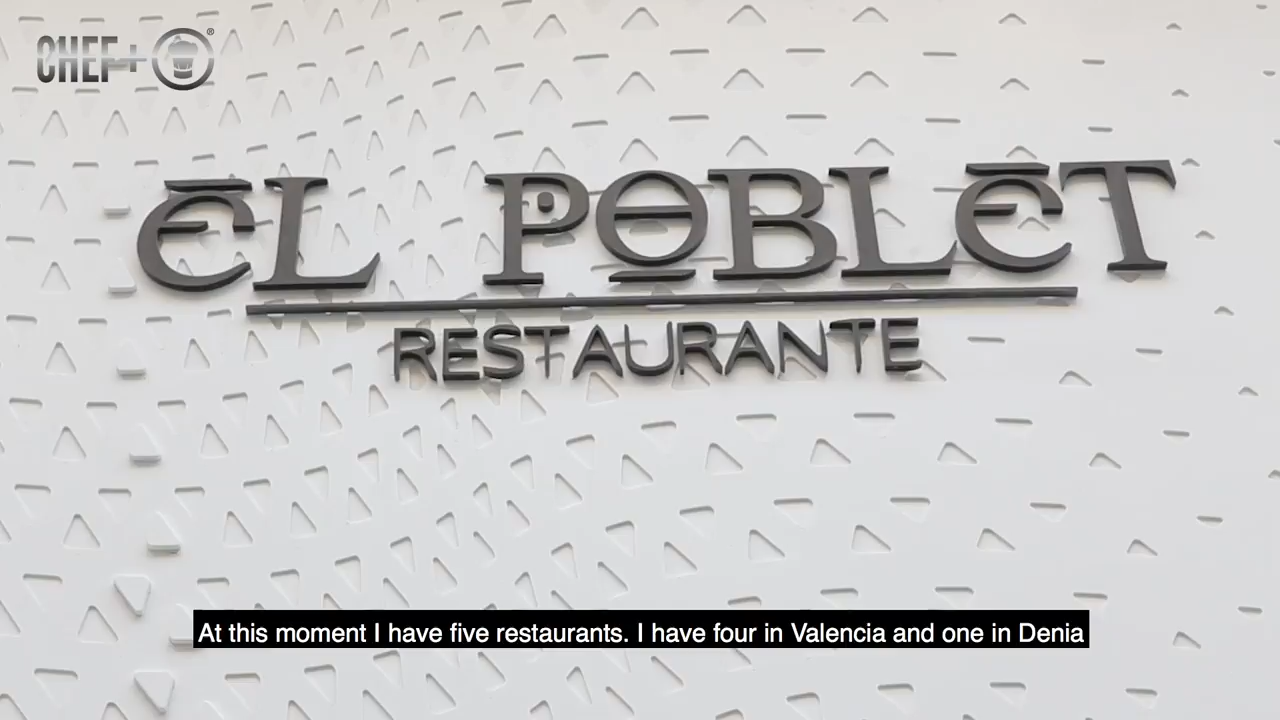 CHEF+®
EL POBLET
RESTAURANTE
At this moment I have five restaurants. I have four in Valencia and one in Denia